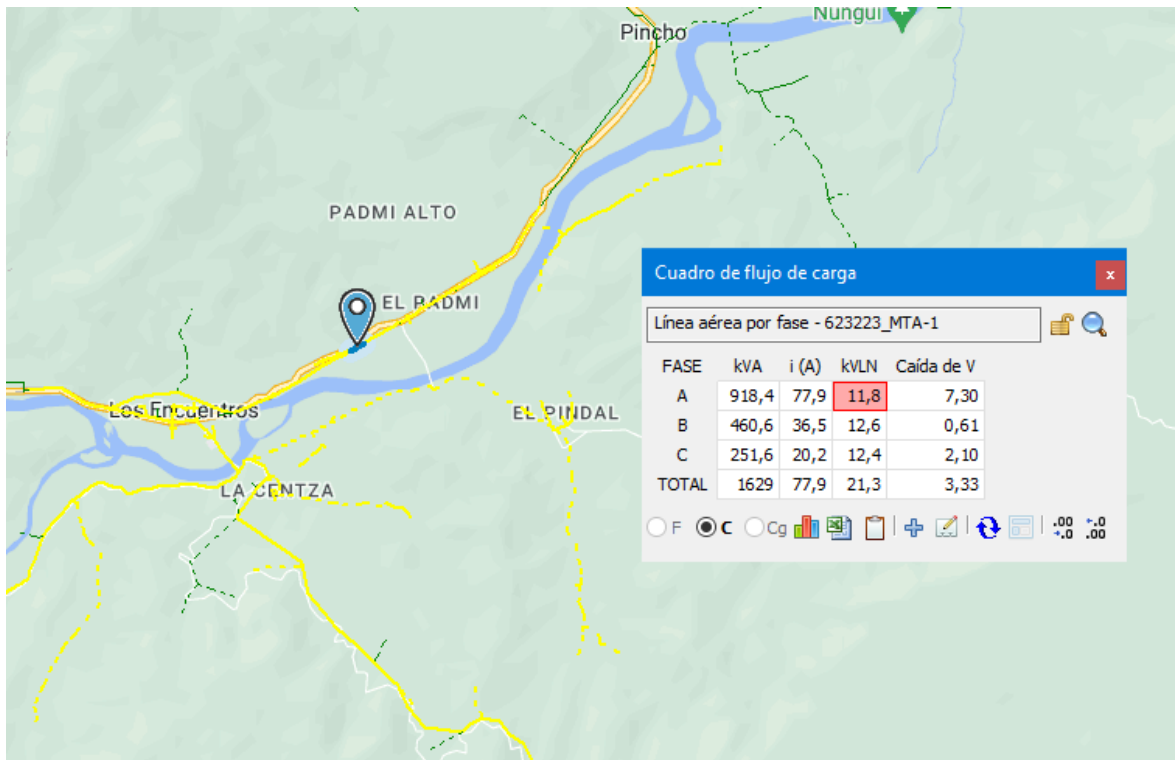 Nungüi
Pincho
PADMI ALTO
EL PADMI
Los Encuentros
EL PINDAL
LA CENTZA
Cuadro de flujo de carga
x
Línea aérea por fase - 623223_MTA-1
FASE kVA i (A) kVLN Caída de V
A 918,4 77,9 11,8 7,30
B 460,6 36,5 12,6 0,61
C 251,6 20,2 12,4 2,10
TOTAL 1629 77,9 21,3 3,33
F C Cg .00 .0 .0 .00